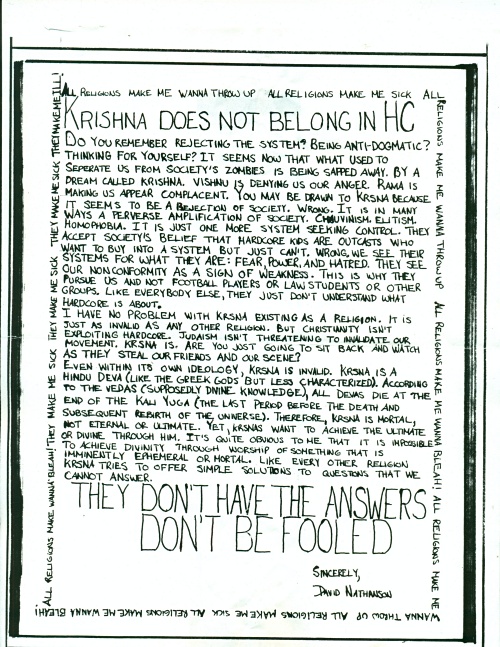 ALL RELIGIONS MAKE ME WANNA THROW UP ALL RELIGIONS MAKE ME SICK ALL
RELIGIONS MAKE ME WANNA THROW UP ALL RELIGIONS MAKE ME WANNA BLEAH! ALL RELIGIONS MAKE ME
WANNA THROW UP ALL RELIGIONS MAKE ME SICK ALL RELIGIONS MAKE ME WANNA BLEAH!
ALL RELIGIONS MAKE WANNA BLEAH! THEY MAKE ME SICK THEY MAKE ME SICK THEY MAKE ME SICK THEY MAKE ME ILL!
KRISHNA DOES NOT BELONG IN HC
DO YOU REMEMBER REJECTING THE SYSTEM? BEING ANTI-DOGMATIC?
THINKING FOR YOURSELF? IT SEEMS NOW THAT WHAT USED TO
SEPERATE US FROM SOCIETY'S ZOMBIES IS BEING SAPPED AWAY. BY A
DREAM CALLED KRISHNA. VISHNU IS DENYING US OUR ANGER. RAMA IS
MAKING US APPEAR COMPLACENT. YOU MAY BE DRAWN TO KRSNA BECAUSE
IT SEEMS TO BE A REJECTION OF SOCIETY. WRONG. IT IS IN MANY
WAYS A PERVERSE AMPLIFICATION OF SOCIETY. CHAUVINISM. ELITISM.
HOMOPHOBIA. IT IS JUST ONE MORE SYSTEM SEEKING CONTROL. THEY
ACCEPT SOCIETY'S BELIEF THAT HARDCORE KIDS ARE OUTCASTS WHO
WANT TO BUY INTO A SYSTEM BUT JUST CAN'T. WRONG, WE SEE THEIR
SYSTEMS FOR WHAT THEY ARE: FEAR, POWER, AND HATRED. THEY SEE
OUR NONCONFORMITY AS A SIGN OF WEAKNESS. THIS IS WHY THEY
PURSUE US AND NOT FOOTBALL PLAYERS OR LAW STUDENTS OR OTHER
GROUPS. LIKE EVERYBODY ELSE, THEY JUST DON'T UNDERSTAND WHAT
HARDCORE IS ABOUT.
I HAVE NO PROBLEM WITH KRSNA EXISTING AS A RELIGION. IT IS
JUST AS INVALID AS ANY OTHER RELIGION. BUT CHRISTIANITY ISN'T
EXPLOITING HARDCORE. JUDAISM ISN'T THREATENING TO INVALIDATE OUR
MOVEMENT. KRSNA IS. ARE YOU JUST GOING TO SIT BACK AND WATCH
AS THEY STEAL OUR FRIENDS AND OUR SCENE?
EVEN WITHIN ITS OWN IDEOLOGY, KRSNA IS INVALID. KRSNA IS A
HINDU DEVA (LIKE THE GREEK GODS BUT LESS CHARACTERIZED). ACCORDING
TO THE VEDAS (SUPPOSEDLY DIVINE KNOWLEDGE), ALL DEVAS DIE AT THE
END OF THE KALI YUGA (THE LAST PERIOD BEFORE THE DEATH AND
SUBSEQUENT REBIRTH OF THE UNIVERSE). THEREFORE, KRSNA IS MORTAL,
NOT ETERNAL OR ULTIMATE. YET, KRSNAS WANT TO ACHIEVE THE ULTIMATE
OR DIVINE THROUGH HIM. IT'S QUITE OBVIOUS TO ME THAT IT IS IMPOSSIBLE
TO ACHIEVE DIVINITY THROUGH WORSHIP OF SOMETHING THAT IS
IMMINENTLY EPHEMERAL OR MORTAL. LIKE EVERY OTHER RELIGION
KRSNA TRIES TO OFFER SIMPLE SOLUTIONS TO QUESTIONS THAT WE
CANNOT ANSWER.
THEY DON'T HAVE THE ANSWERS
DON'T BE FOOLED
SINCERELY,
DAVID NATHANSON